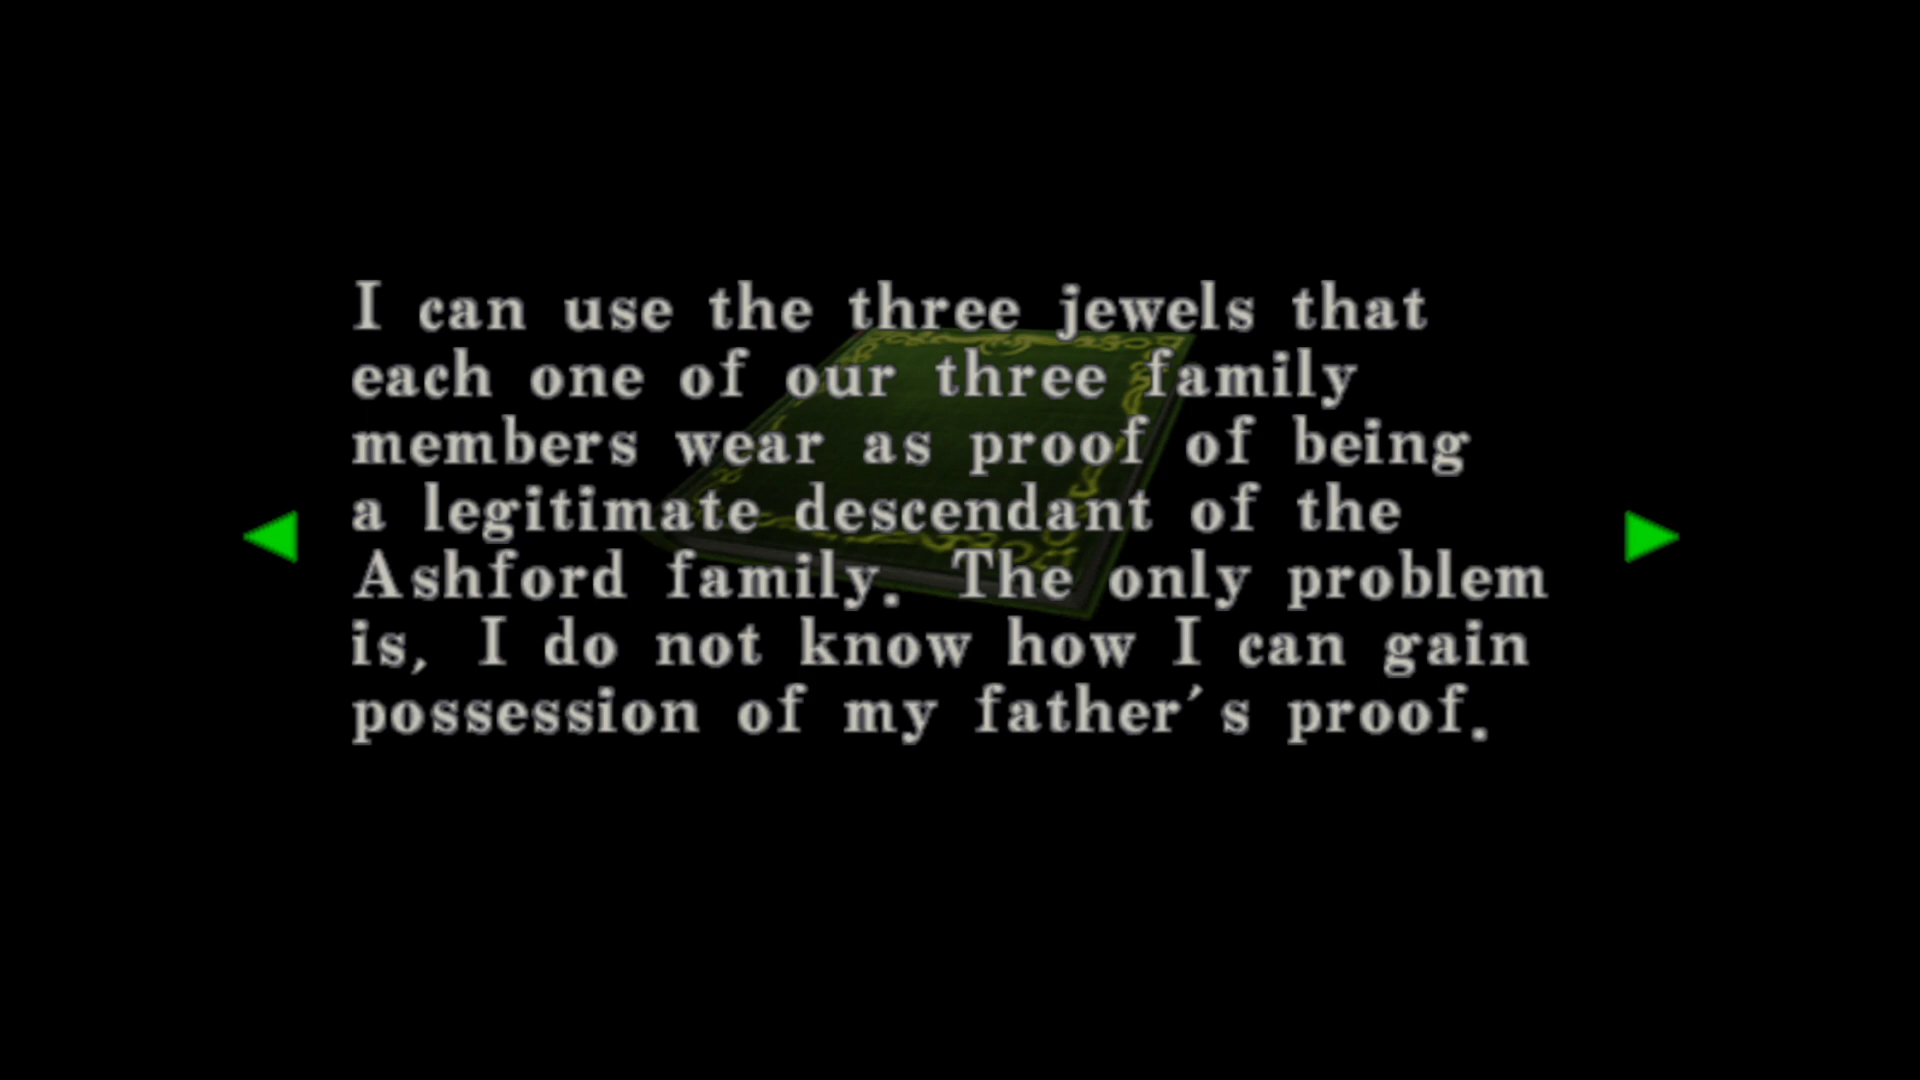 I can use the three jewels that
each one of our three family
members wear as proof of being
a legitimate descendant of the
Ashford family. The only problem
is, I do not know how I can gain
possession of my father's proof.